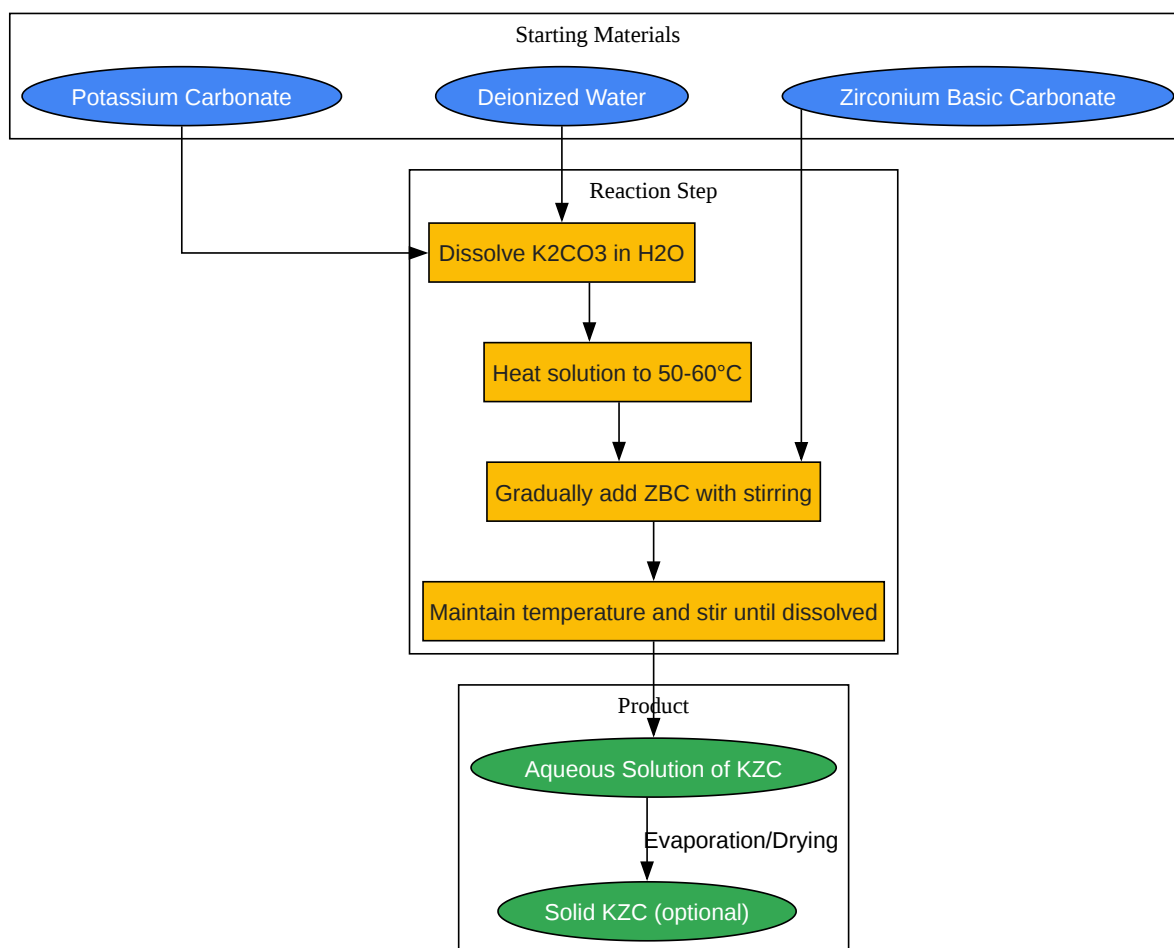 Starting Materials
Potassium Carbonate
Deionized Water
Zirconium Basic Carbonate
Reaction Step
Dissolve K2CO3 in H2O
Heat solution to 50-60°C
Gradually add ZBC with stirring
Maintain temperature and stir until dissolved
Product
Aqueous Solution of KZC
Evaporation/Drying
Solid KZC (optional)